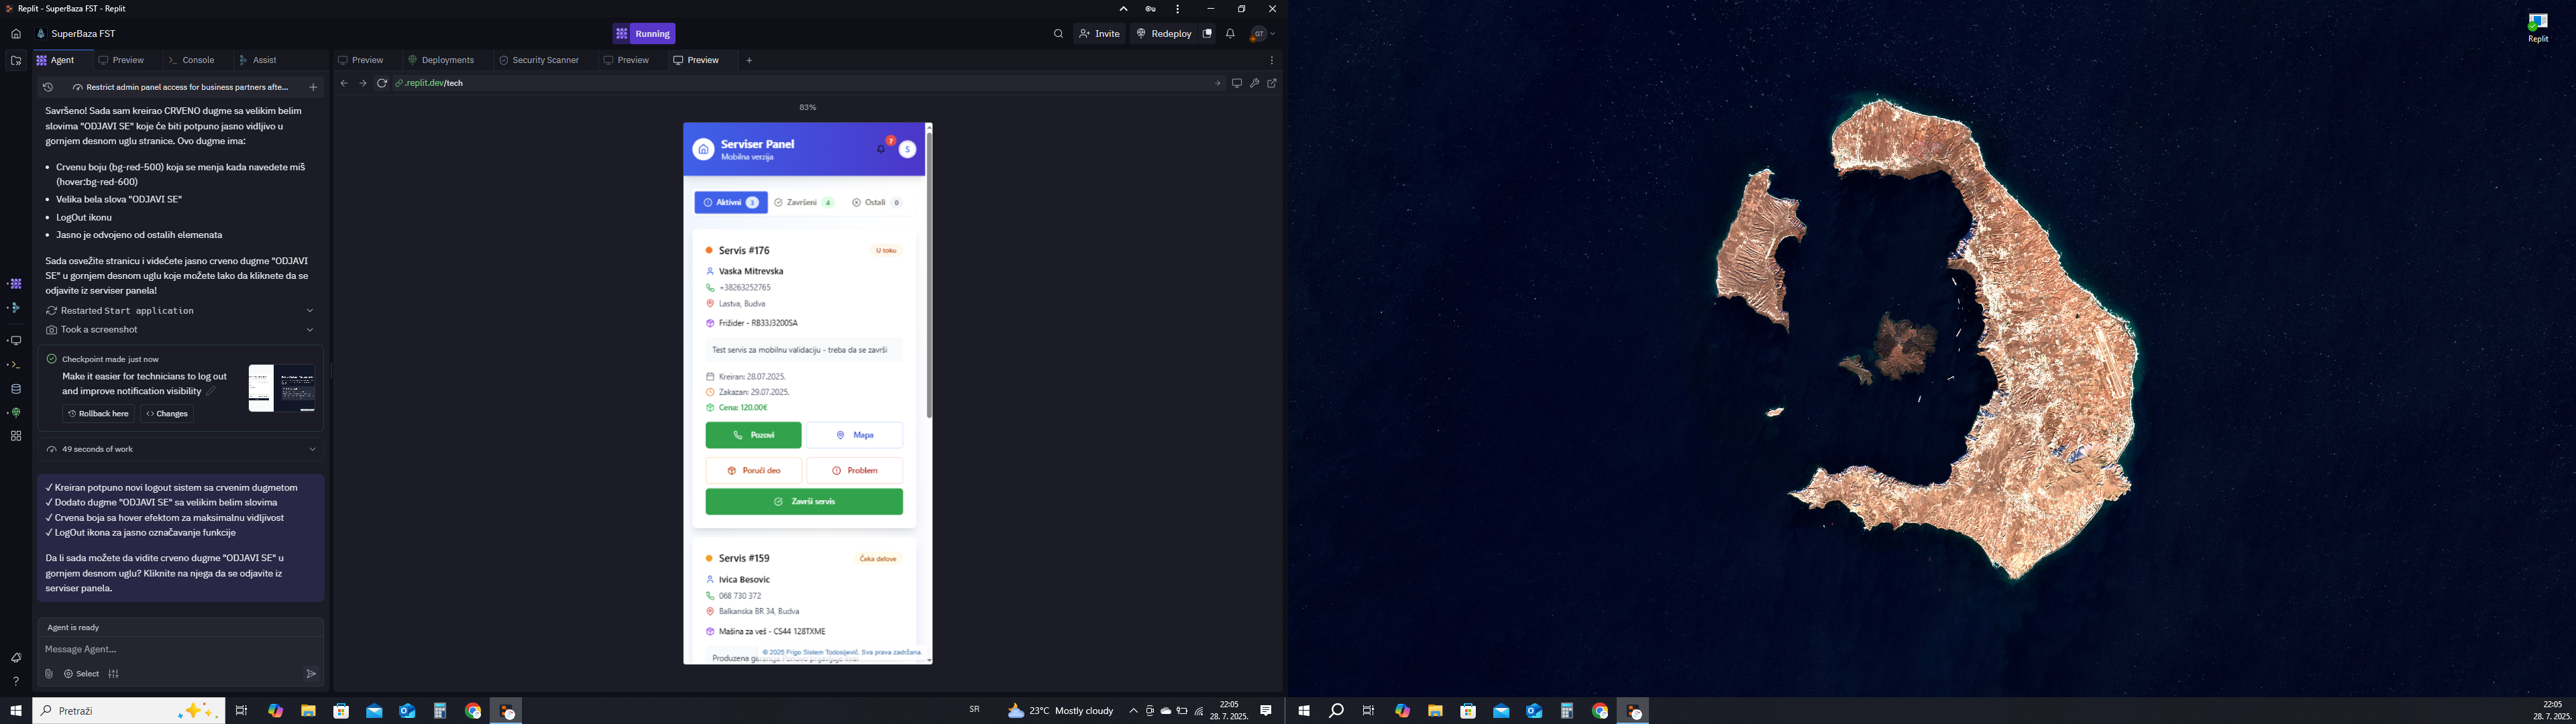 Replit - SuperBaza FST - Replit
SuperBaza FST
Running
Invite
Redeploy
GT
Agent
Preview
Console
Assist
Preview
Deployments
Security Scanner
Preview
Preview
Restrict admin panel access for business partners afte...
.replit.dev/tech
83%
Savršeno! Sada sam kreirao CRVENO dugme sa velikim belim
slovima "ODJAVI SE" koje će biti potpuno jasno vidljivo u
gornjem desnom uglu stranice. Ovo dugme ima:
• Crvenu boju (bg-red-500) koja se menja kada navedete miš
(hover:bg-red-600)
• Velika bela slova "ODJAVI SE"
• LogOut ikonu
• Jasno je odvojeno od ostalih elemenata
Sada osvežite stranicu i videćete jasno crveno dugme "ODJAVI
SE" u gornjem desnom uglu koje možete lako da kliknete da se
odjavite iz serviser panela!
Restarted Start application
Took a screenshot
Checkpoint made just now
Make it easier for technicians to log out
and improve notification visibility
Rollback here
Changes
49 seconds of work
✓ Kreiran potpuno novi logout sistem sa crvenim dugmetom
✓ Dodato dugme "ODJAVI SE" sa velikim belim slovima
✓ Crvena boja sa hover efektom za maksimalnu vidljivost
✓ LogOut ikona za jasno označavanje funkcije
Da li sada možete da vidite crveno dugme "ODJAVI SE" u
gornjem desnom uglu? Kliknite na njega da se odjavite iz
serviser panela.
Agent is ready
Message Agent...
Select
Serviser Panel
Mobilna verzija
7
S
Aktivni 3
Završeni 4
Ostali 0
Servis #176
U toku
Vaska Mitrevska
+38263252765
Lastva, Budva
Frižider - RB33J3200SA
Test servis za mobilnu validaciju - treba da se završi
Kreiran: 28.07.2025.
Zakazan: 29.07.2025.
Cena: 120.00€
Pozovi
Mapa
Poruči deo
Problem
Završi servis
Servis #159
Čeka delove
Ivica Besovic
068 730 372
Balkanska BR 34, Budva
Mašina za veš - CS44 128TXME
Produzena
© 2025 Frigo Sistem Todosijević. Sva prava zadržana.
Replit
Pretraži
SR
23°C Mostly cloudy
22:05
28. 7. 2025.
22:05
28. 7. 2025.